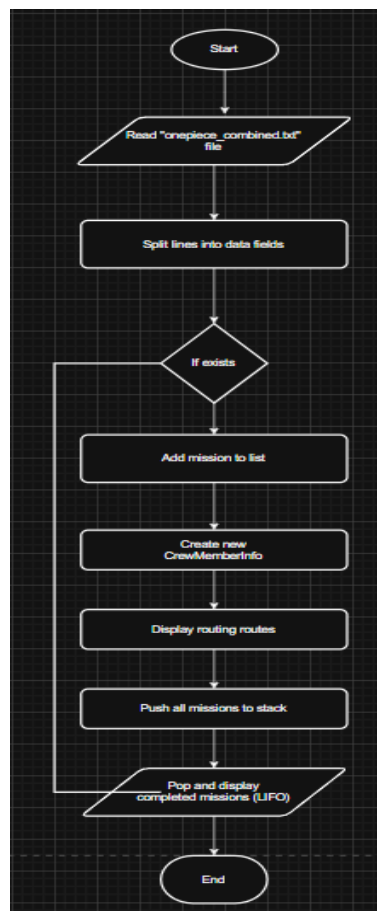 Start
Read "onepiece_combined.txt"
file
Split lines into data fields
If exists
Add mission to list
Create new
CrewMemberInfo
Display routing routes
Push all missions to stack
Pop and display
completed missions (LIFO)
End